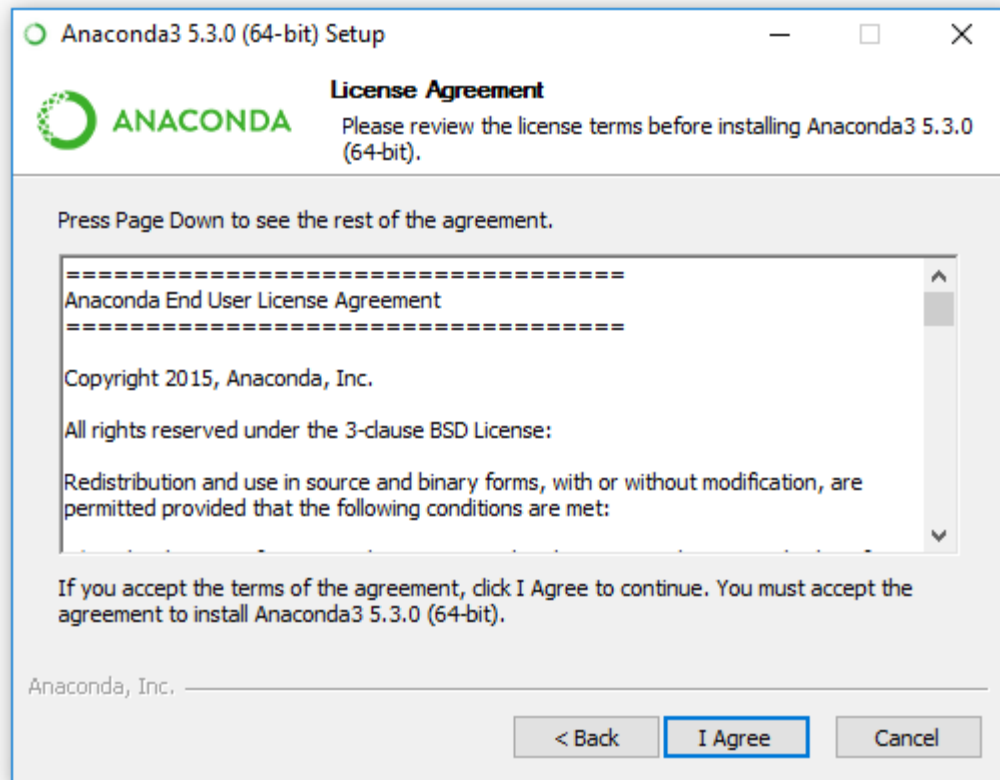 Anaconda3 5.3.0 (64-bit) Setup
ANACONDA
License Agreement
Please review the license terms before installing Anaconda3 5.3.0
(64-bit).
Press Page Down to see the rest of the agreement.
===================================
Anaconda End User License Agreement
===================================
Copyright 2015, Anaconda, Inc.
All rights reserved under the 3-clause BSD License:
Redistribution and use in source and binary forms, with or without modification, are
permitted provided that the following conditions are met:
If you accept the terms of the agreement, click I Agree to continue. You must accept the
agreement to install Anaconda3 5.3.0 (64-bit).
Anaconda, Inc.
< Back
I Agree
Cancel